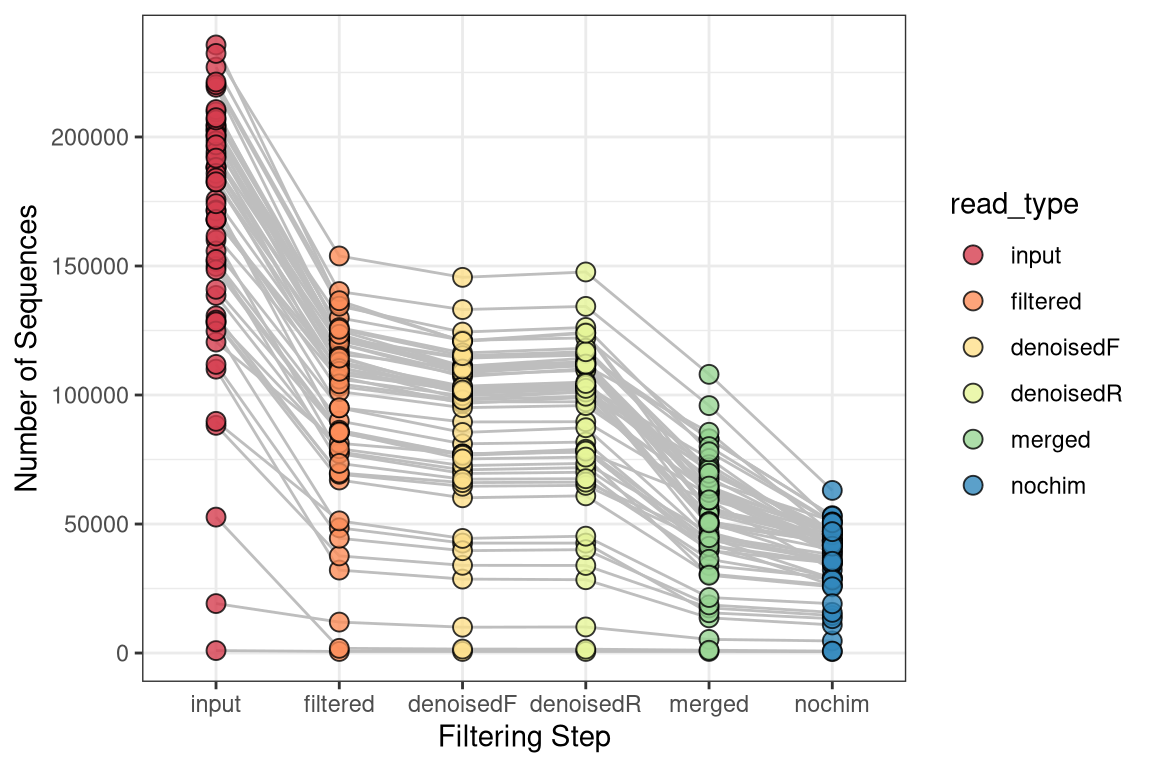 Number of Sequences
200000
150000
100000
50000
0
input filtered denoisedF denoisedR merged nochim
Filtering Step
read_type
input
filtered
denoisedF
denoisedR
merged
nochim